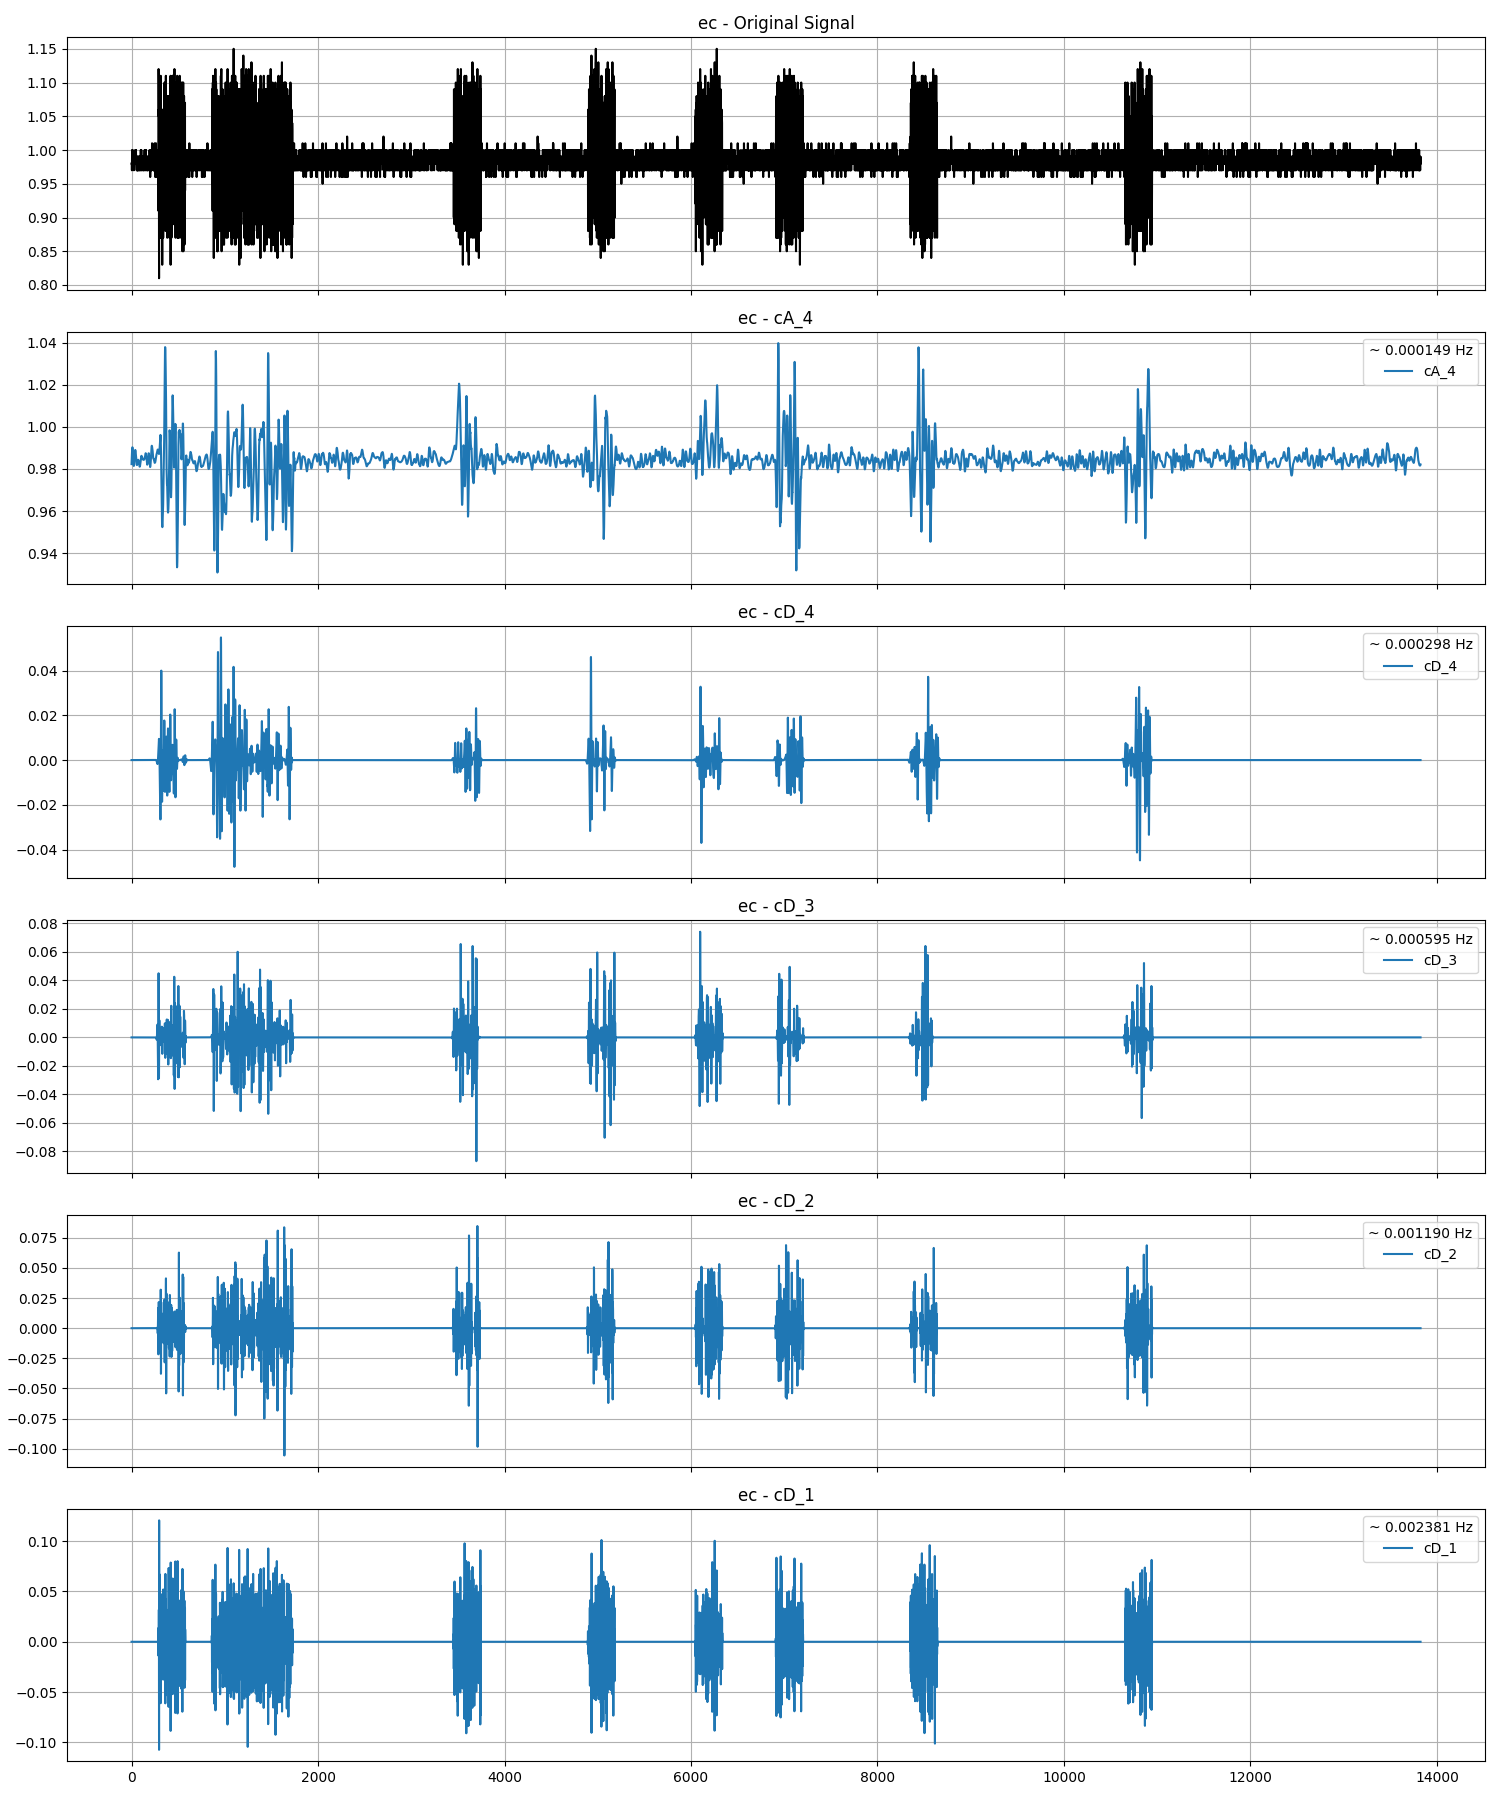 ec - Original Signal
1.15
1.10
1.05
1.00
0.95
0.90
0.85
0.80
ec - cA_4
1.04
1.02
1.00
0.98
0.96
0.94
~ 0.000149 Hz
cA_4
ec - cD_4
0.04
0.02
0.00
−0.02
−0.04
~ 0.000298 Hz
cD_4
ec - cD_3
0.08
0.06
0.04
0.02
0.00
−0.02
−0.04
−0.06
−0.08
~ 0.000595 Hz
cD_3
ec - cD_2
0.075
0.050
0.025
0.000
−0.025
−0.050
−0.075
−0.100
~ 0.001190 Hz
cD_2
ec - cD_1
0.10
0.05
0.00
−0.05
−0.10
~ 0.002381 Hz
cD_1
0 2000 4000 6000 8000 10000 12000 14000